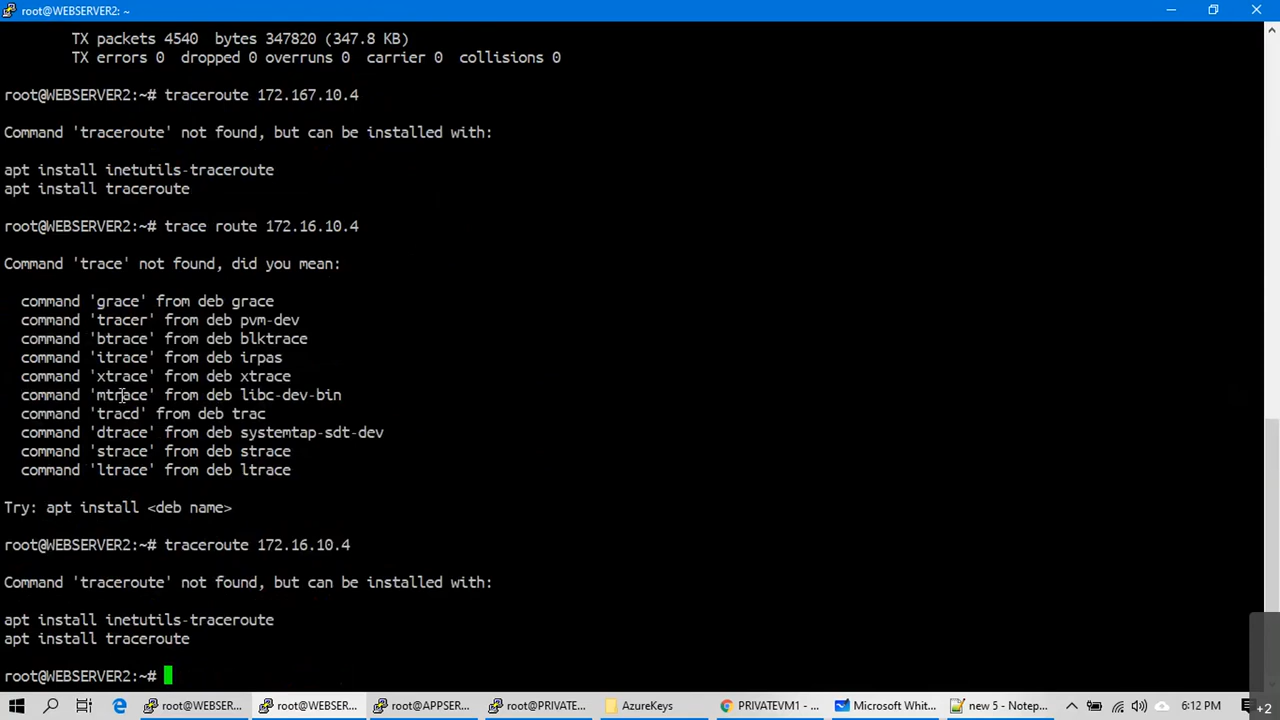 root@WEBSERVER2: ~
TX packets 4540  bytes 347820 (347.8 KB)
TX errors 0  dropped 0 overruns 0  carrier 0  collisions 0
root@WEBSERVER2:~# traceroute 172.167.10.4
Command 'traceroute' not found, but can be installed with:
apt install inetutils-traceroute
apt install traceroute
root@WEBSERVER2:~# trace route 172.16.10.4
Command 'trace' not found, did you mean:
command 'grace' from deb grace
command 'tracer' from deb pvm-dev
command 'btrace' from deb blktrace
command 'itrace' from deb irpas
command 'xtrace' from deb xtrace
command 'mtrace' from deb libc-dev-bin
command 'tracd' from deb trac
command 'dtrace' from deb systemtap-sdt-dev
command 'strace' from deb strace
command 'ltrace' from deb ltrace
Try: apt install <deb name>
root@WEBSERVER2:~# traceroute 172.16.10.4
Command 'traceroute' not found, but can be installed with:
apt install inetutils-traceroute
apt install traceroute
root@WEBSERVER2:~#
root@WEBSER... root@WEBSER... root@APPSER... root@PRIVATE... AzureKeys PRIVATEVM1 - ... Microsoft Whit... new 5 - Notep... 6:12 PM +2